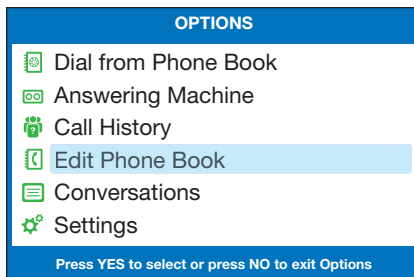 OPTIONS
Dial from Phone Book
Answering Machine
Call History
Edit Phone Book
Conversations
Settings
Press YES to select or press NO to exit Options